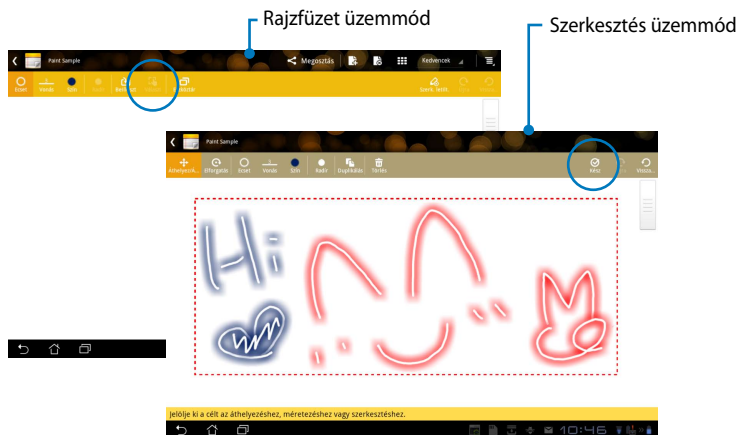 Rajzfüzet üzemmód
Szerkesztés üzemmód
Paint Sample
Megosztás
Kedvencek
Ecset Vonás Szín
Paint Sample
Áthelyezé... Elforgatás Ecset Vonás Szín Radír Duplikálás Törlés
Kész
Vissza...
Hi
Jelölje ki a célt az áthelyezéshez, méretezéshez vagy szerkesztéshez.
10:46